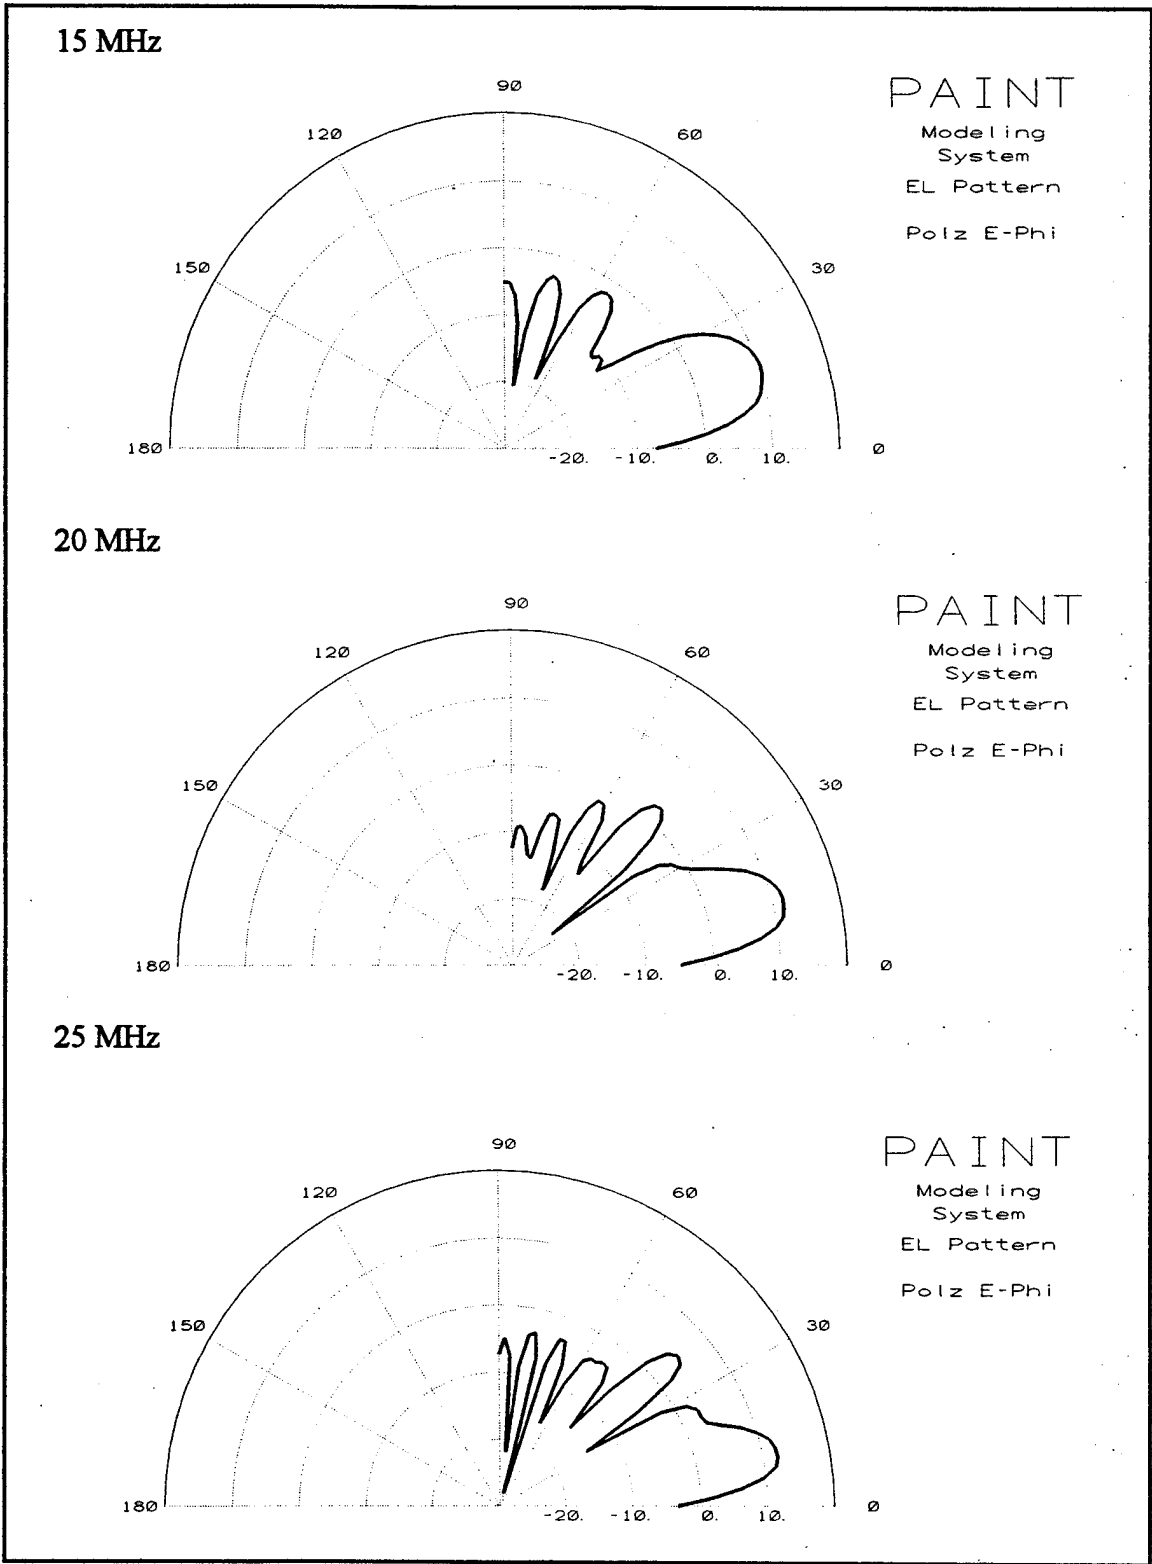 15 MHz
90
120
60
150
30
180
-20. -10. 0. 10.
0
PAINT
Modeling
System
EL Pattern
Polz E-Phi
20 MHz
90
120
60
150
30
180
-20. -10. 0. 10.
0
PAINT
Modeling
System
EL Pattern
Polz E-Phi
25 MHz
90
120
60
150
30
180
-20. -10. 0. 10.
0
PAINT
Modeling
System
EL Pattern
Polz E-Phi